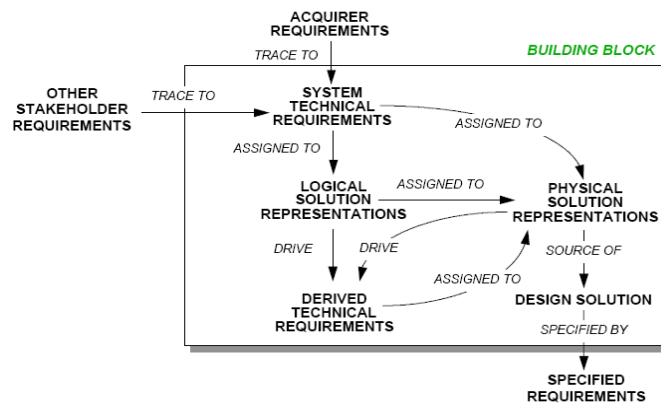 ACQUIRER
REQUIREMENTS
BUILDING BLOCK
TRACE TO
OTHER
STAKEHOLDER
REQUIREMENTS
TRACE TO
SYSTEM
TECHNICAL
REQUIREMENTS
ASSIGNED TO
ASSIGNED TO
LOGICAL
SOLUTION
REPRESENTATIONS
ASSIGNED TO
PHYSICAL
SOLUTION
REPRESENTATIONS
DRIVE
DRIVE
SOURCE OF
ASSIGNED TO
DERIVED
TECHNICAL
REQUIREMENTS
DESIGN SOLUTION
SPECIFIED BY
SPECIFIED
REQUIREMENTS